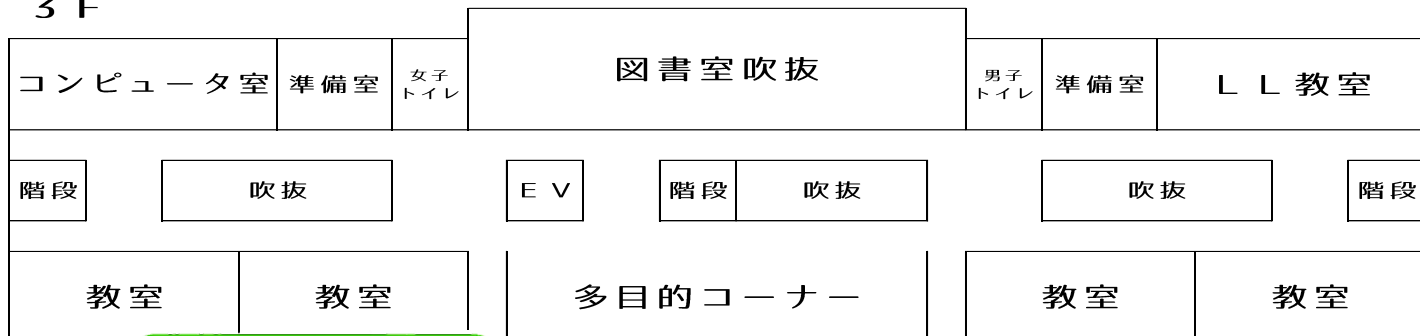 ３Ｆ
コンピュータ室
準備室
女子
トイレ
図書室吹抜
男子
トイレ
準備室
ＬＬ教室
階段
吹抜
ＥＶ
階段
吹抜
吹抜
階段
教室
教室
多目的コーナー
教室
教室